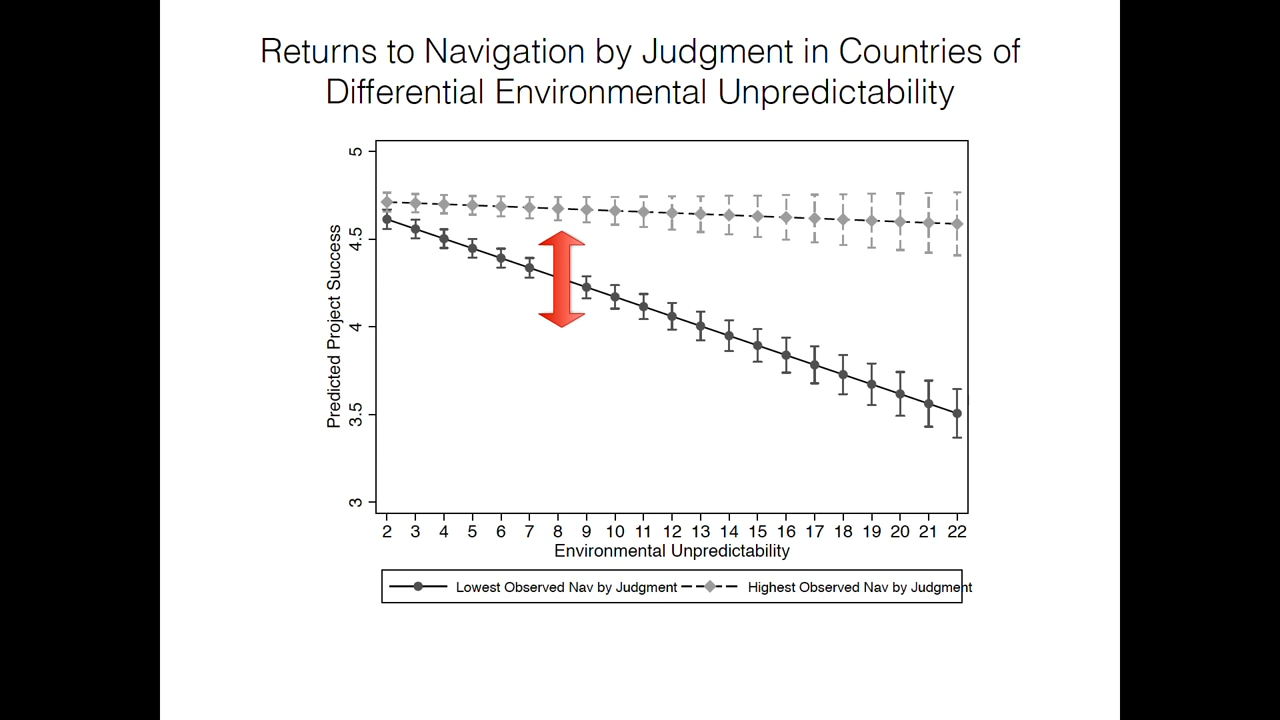 Returns to Navigation by Judgment in Countries of
Differential Environmental Unpredictability
5
4.5
4
3.5
3
Predicted Project Success
2 3 4 5 6 7 8 9 10 11 12 13 14 15 16 17 18 19 20 21 22
Environmental Unpredictability
Lowest Observed Nav by Judgment Highest Observed Nav by Judgment